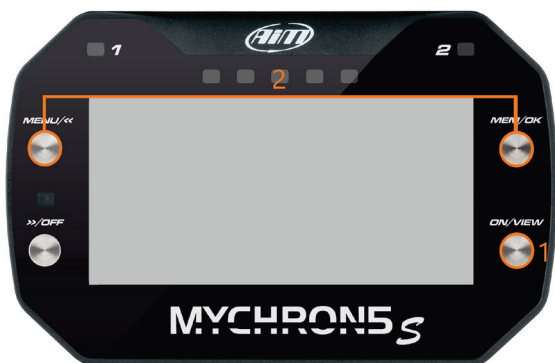 AiM
1
2
2
MENU/<<
MEM/OK
>>/OFF
ON/VIEW
1
MYCHRON5 S